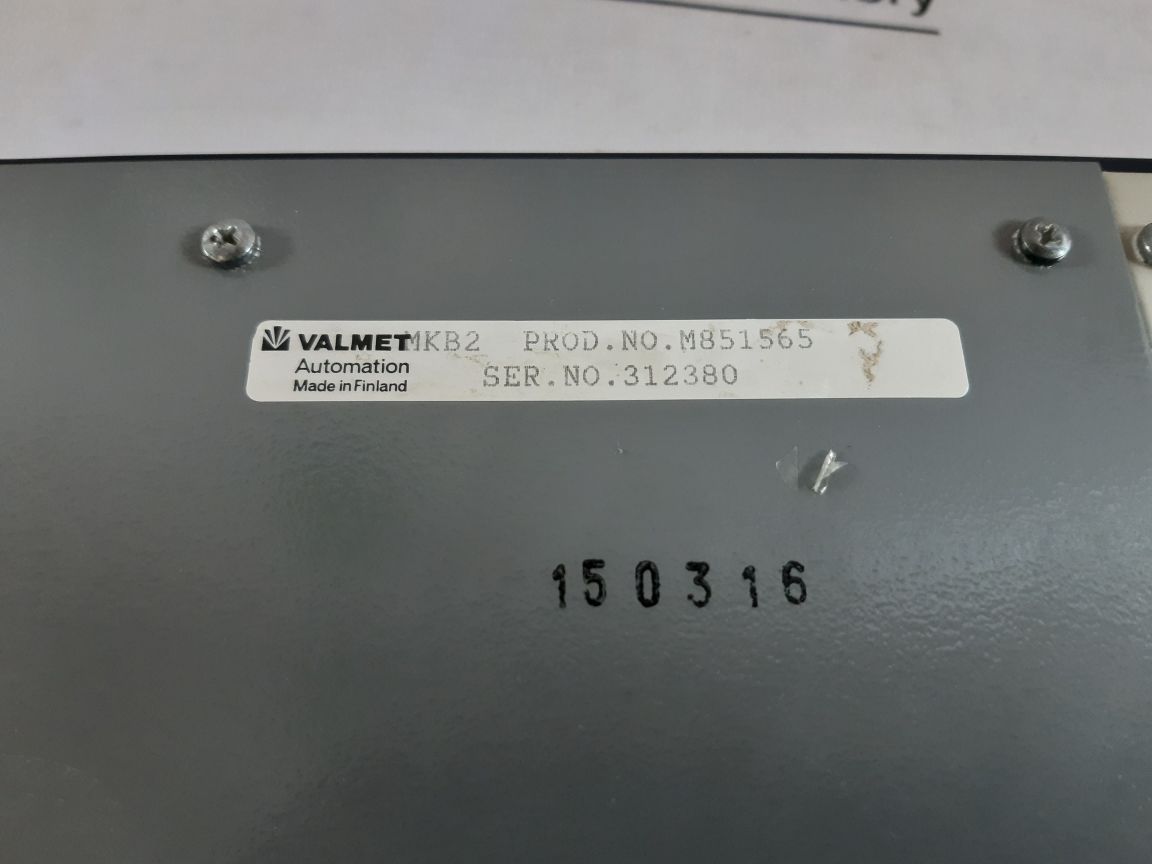 VALMET MKB2 PROD.NO.M851565
Automation SER.NO.312380
Made in Finland
150316